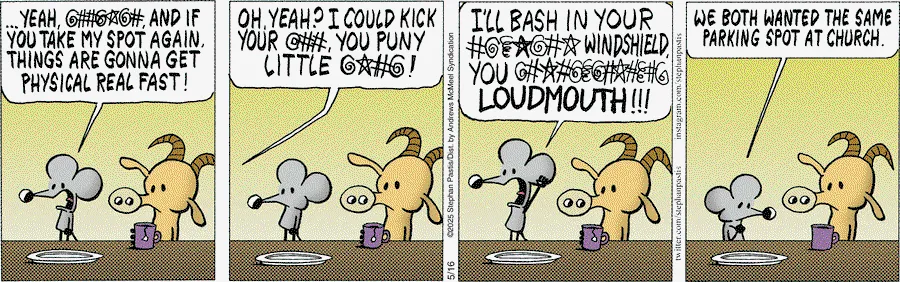 ...YEAH, @##@☆@#, AND IF
YOU TAKE MY SPOT AGAIN,
THINGS ARE GONNA GET
PHYSICAL REAL FAST!
OH, YEAH? I COULD KICK
YOUR @##, YOU PUNY
LITTLE @☆#@!
I'LL BASH IN YOUR
#@☆@#☆ WINDSHIELD,
YOU @#☆#@@#☆#@
LOUDMOUTH!!!
WE BOTH WANTED THE SAME
PARKING SPOT AT CHURCH.
©2025 Stephan Pastis/Dist. by Andrews McMeel Syndication
5/16
twitter.com/stephanpastis
instagram.com/stephanpastis